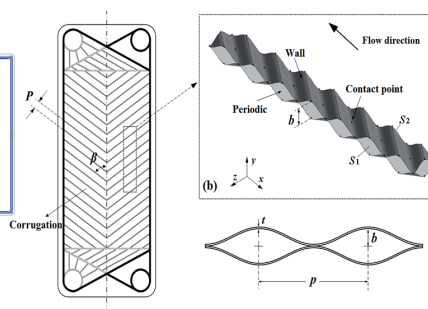 P
β
Corrugation
Wall
Flow direction
Contact point
Periodic
b
S2
S1
y
z
x
(b)
t
b
p